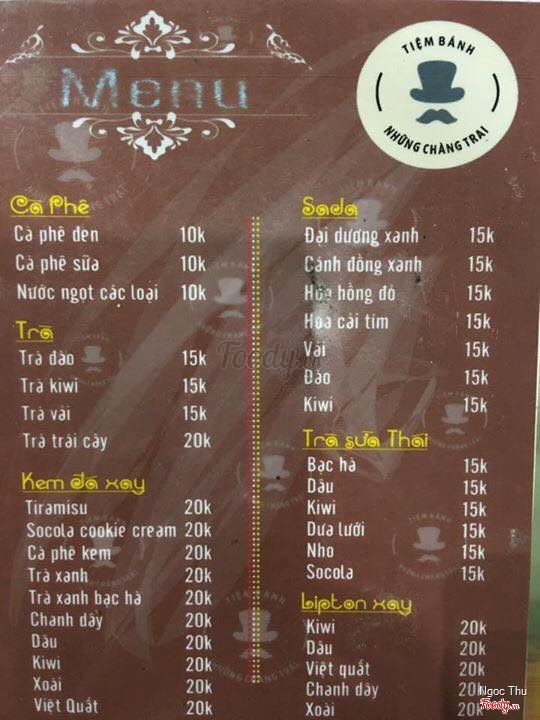 Menu
TIỆM BÁNH
NHỮNG CHÀNG TRAI
Cà Phê
Cà phê đen 10k
Cà phê sữa 10k
Nước ngọt các loại 10k
Trà
Trà đào 15k
Trà kiwi 15k
Trà vải 15k
Trà trái cây 20k
Kem đá xay
Tiramisu 20k
Socola cookie cream 20k
Cà phê kem 20k
Trà xanh 20k
Trà xanh bạc hà 20k
Chanh dây 20k
Dâu 20k
Kiwi 20k
Xoài 20k
Việt Quất 20k
Sođa
Đại dương xanh 15k
Cánh đồng xanh 15k
Hoa hồng đỏ 15k
Hoa cải tím 15k
Vải 15k
Đào 15k
Kiwi 15k
Trà sữa Thái
Bạc hà 15k
Dâu 15k
Kiwi 15k
Dưa lưới 15k
Nho 15k
Socola 15k
Lipton xay
Kiwi 20k
Dâu 20k
Việt quất 20k
Chanh dây 20k
Xoài 20k
Foody.vn
Ngoc Thu
Foody.vn